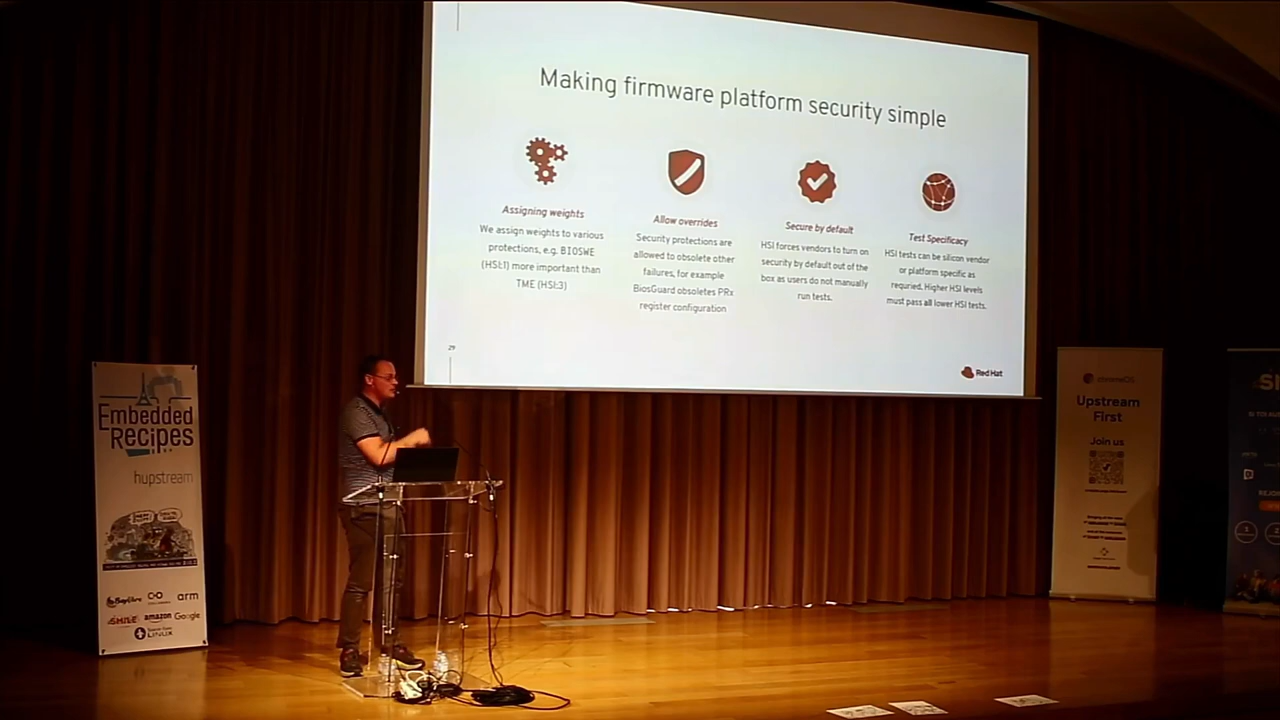 Making firmware platform security simple
Assigning weights
We assign weights to various
protections, e.g. BIOSWE
(HSI:1) more important than
TME (HSI:3)
Allow overrides
Security protections are
allowed to obsolete other
failures, for example
BiosGuard obsoletes PRx
register configuration
Secure by default
HSI forces vendors to turn on
security by default out of the
box as users do not manually
run tests.
Test Specificacy
HSI tests can be silicon vendor
or platform specific as
requried. Higher HSI levels
must pass all lower HSI tests.
29
Red Hat
Embedded
Recipes
hupstream
arm
SMILE amazon Google
LINUX
chromeOS
Upstream
First
Join us